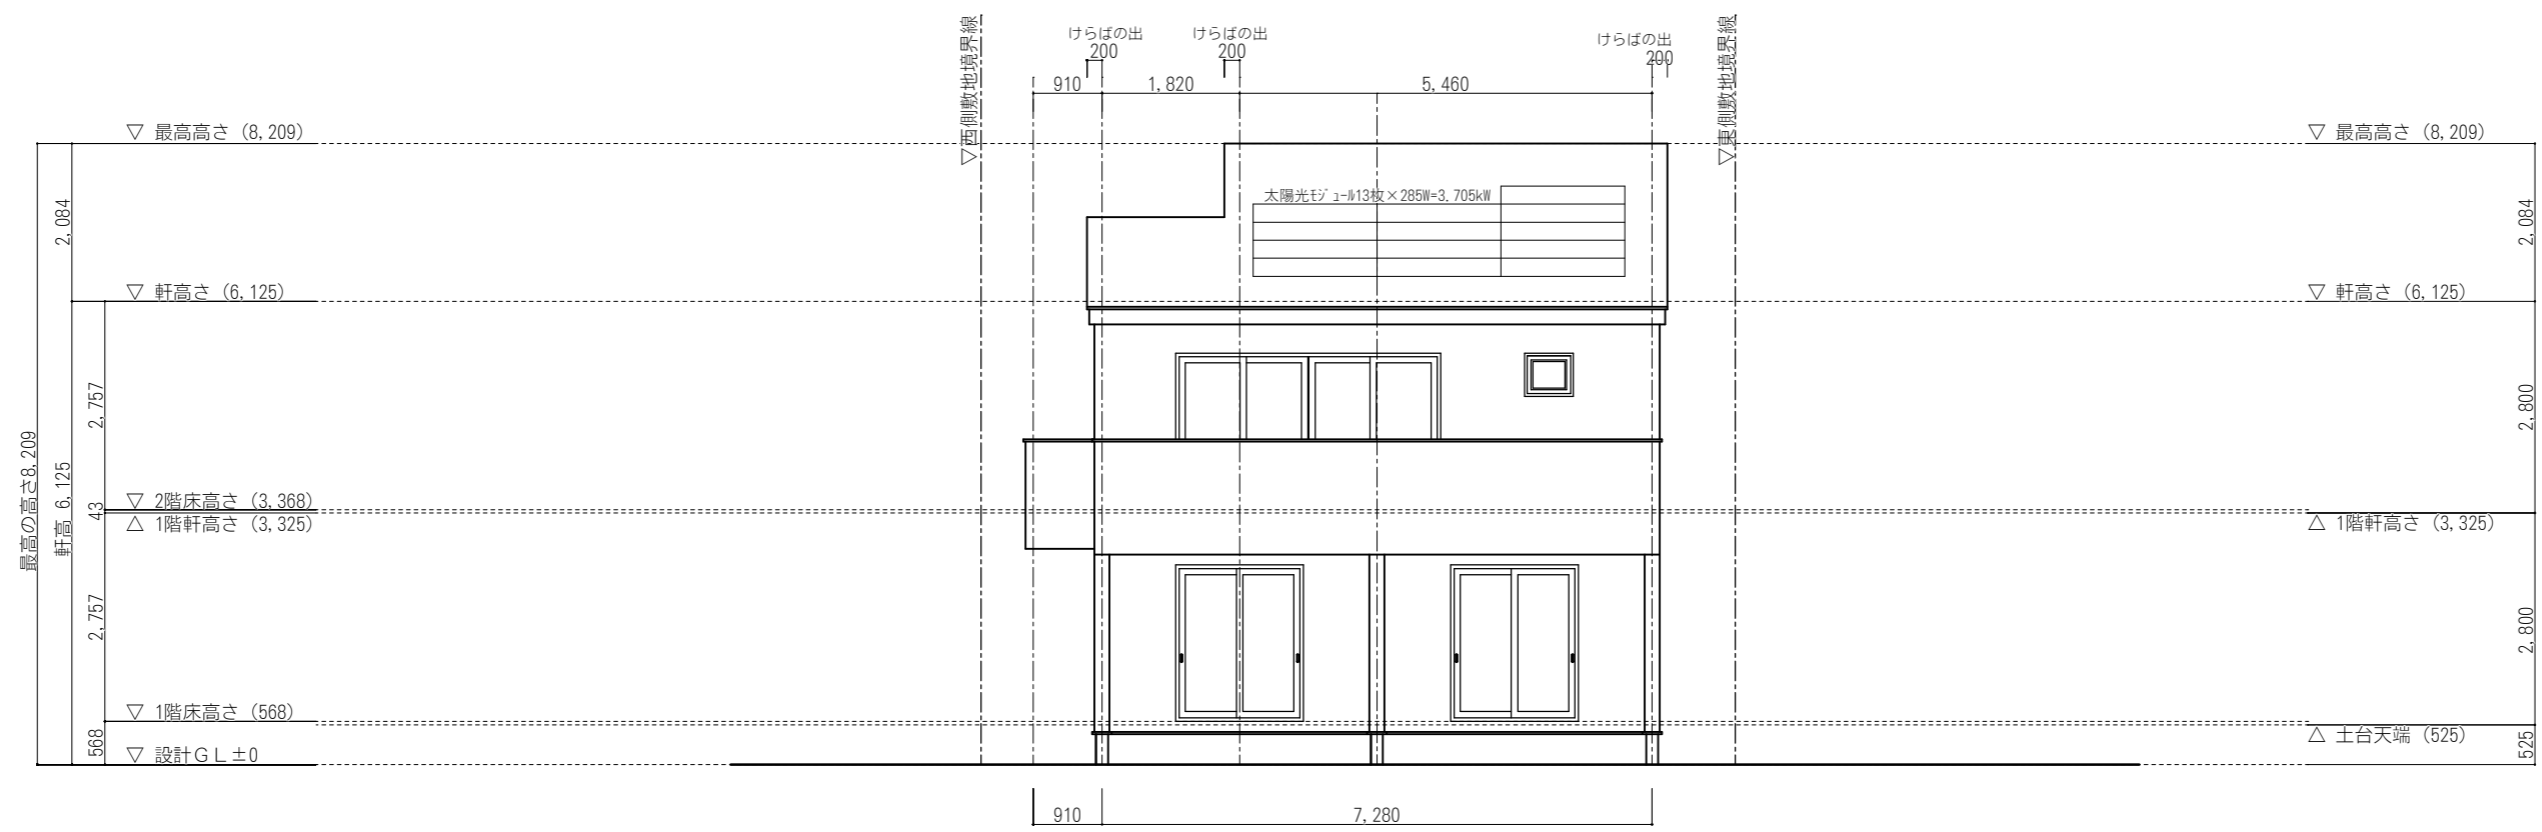 けらばの出
200
けらばの出
200
けらばの出
200
▽西側敷地境界線
▽東側敷地境界線
910
1,820
5,460
▽ 最高高さ (8,209)
▽ 最高高さ (8,209)
太陽光ﾓｼﾞｭｰﾙ13枚×285W=3.705kW
2,084
2,084
▽ 軒高さ (6,125)
▽ 軒高さ (6,125)
2,757
2,800
最高の高さ8,209
軒高 6,125
43
▽ 2階床高さ (3,368)
△ 1階軒高さ (3,325)
△ 1階軒高さ (3,325)
2,757
2,800
▽ 1階床高さ (568)
568
△ 土台天端 (525)
525
▽ 設計GL±0
910
7,280